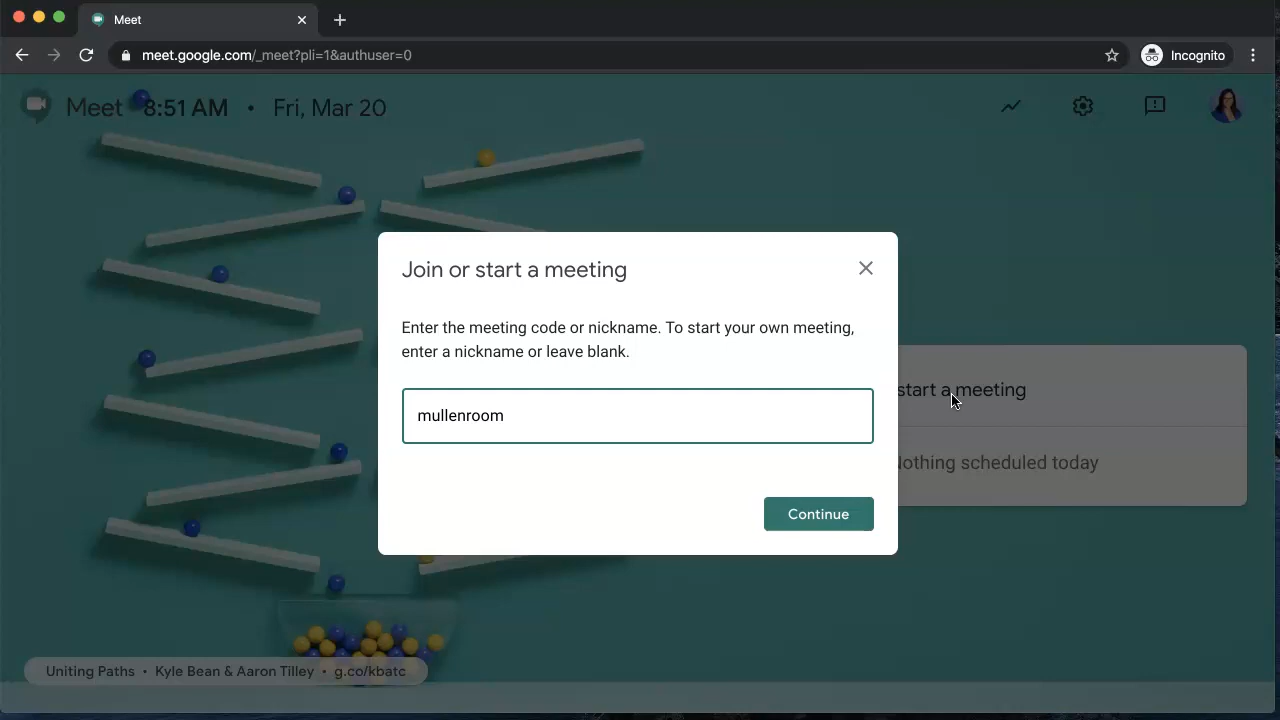 Meet
meet.google.com/_meet?pli=1&authuser=0
Incognito
Meet 8:51 AM • Fri, Mar 20
Join or start a meeting
Enter the meeting code or nickname. To start your own meeting,
enter a nickname or leave blank.
mullenroom
Continue
start a meeting
Nothing scheduled today
Uniting Paths • Kyle Bean & Aaron Tilley • g.co/kbatc